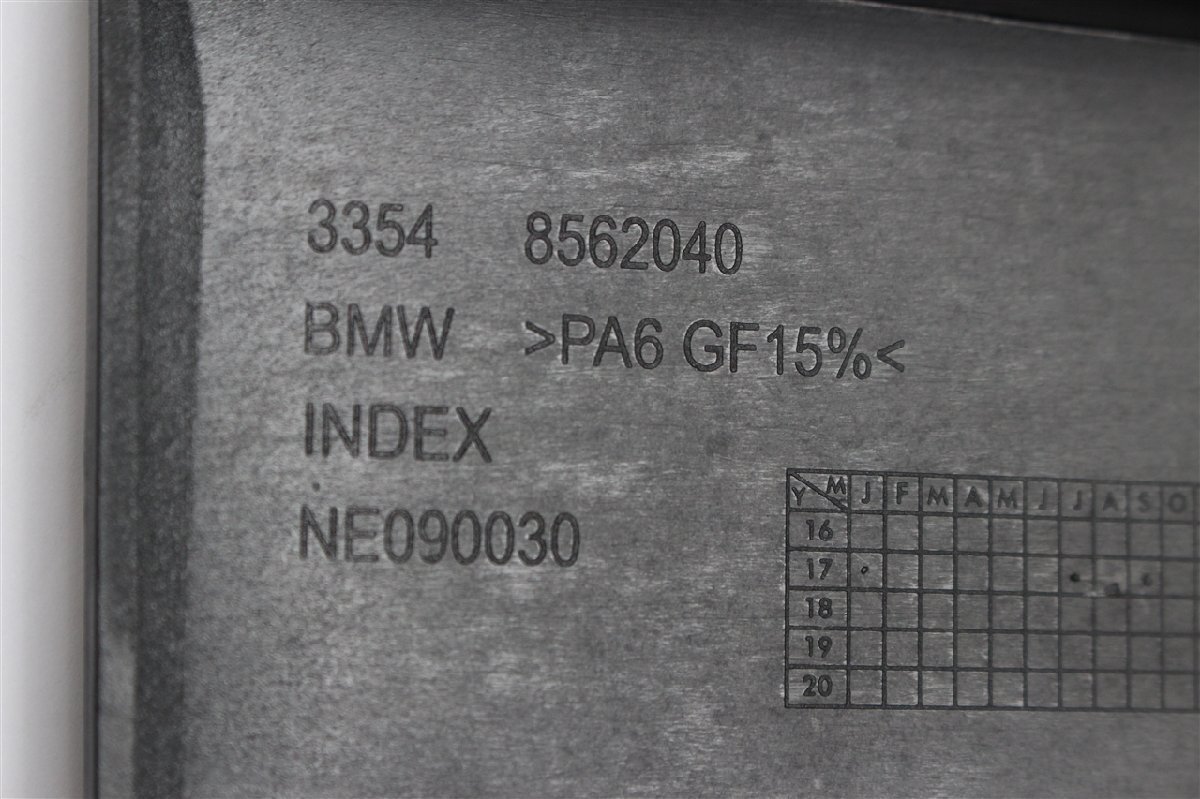 3354 8562040
BMW >PA6 GF15%<
INDEX
NE090030
Y M J F M A M J J A S O
16
17
18
19
20